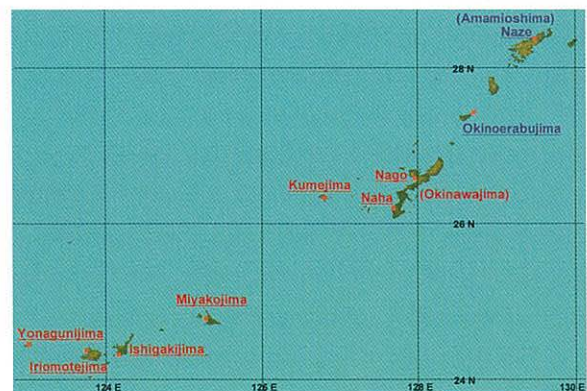 (Amamioshima)
Naze
28 N
Okinoerabujima
Nago
Kumejima
Naha
(Okinawajima)
26 N
Miyakojima
Yonagunijima
Ishigakijima
Iriomotejima
24 N
124 E
126 E
128 E
130 E